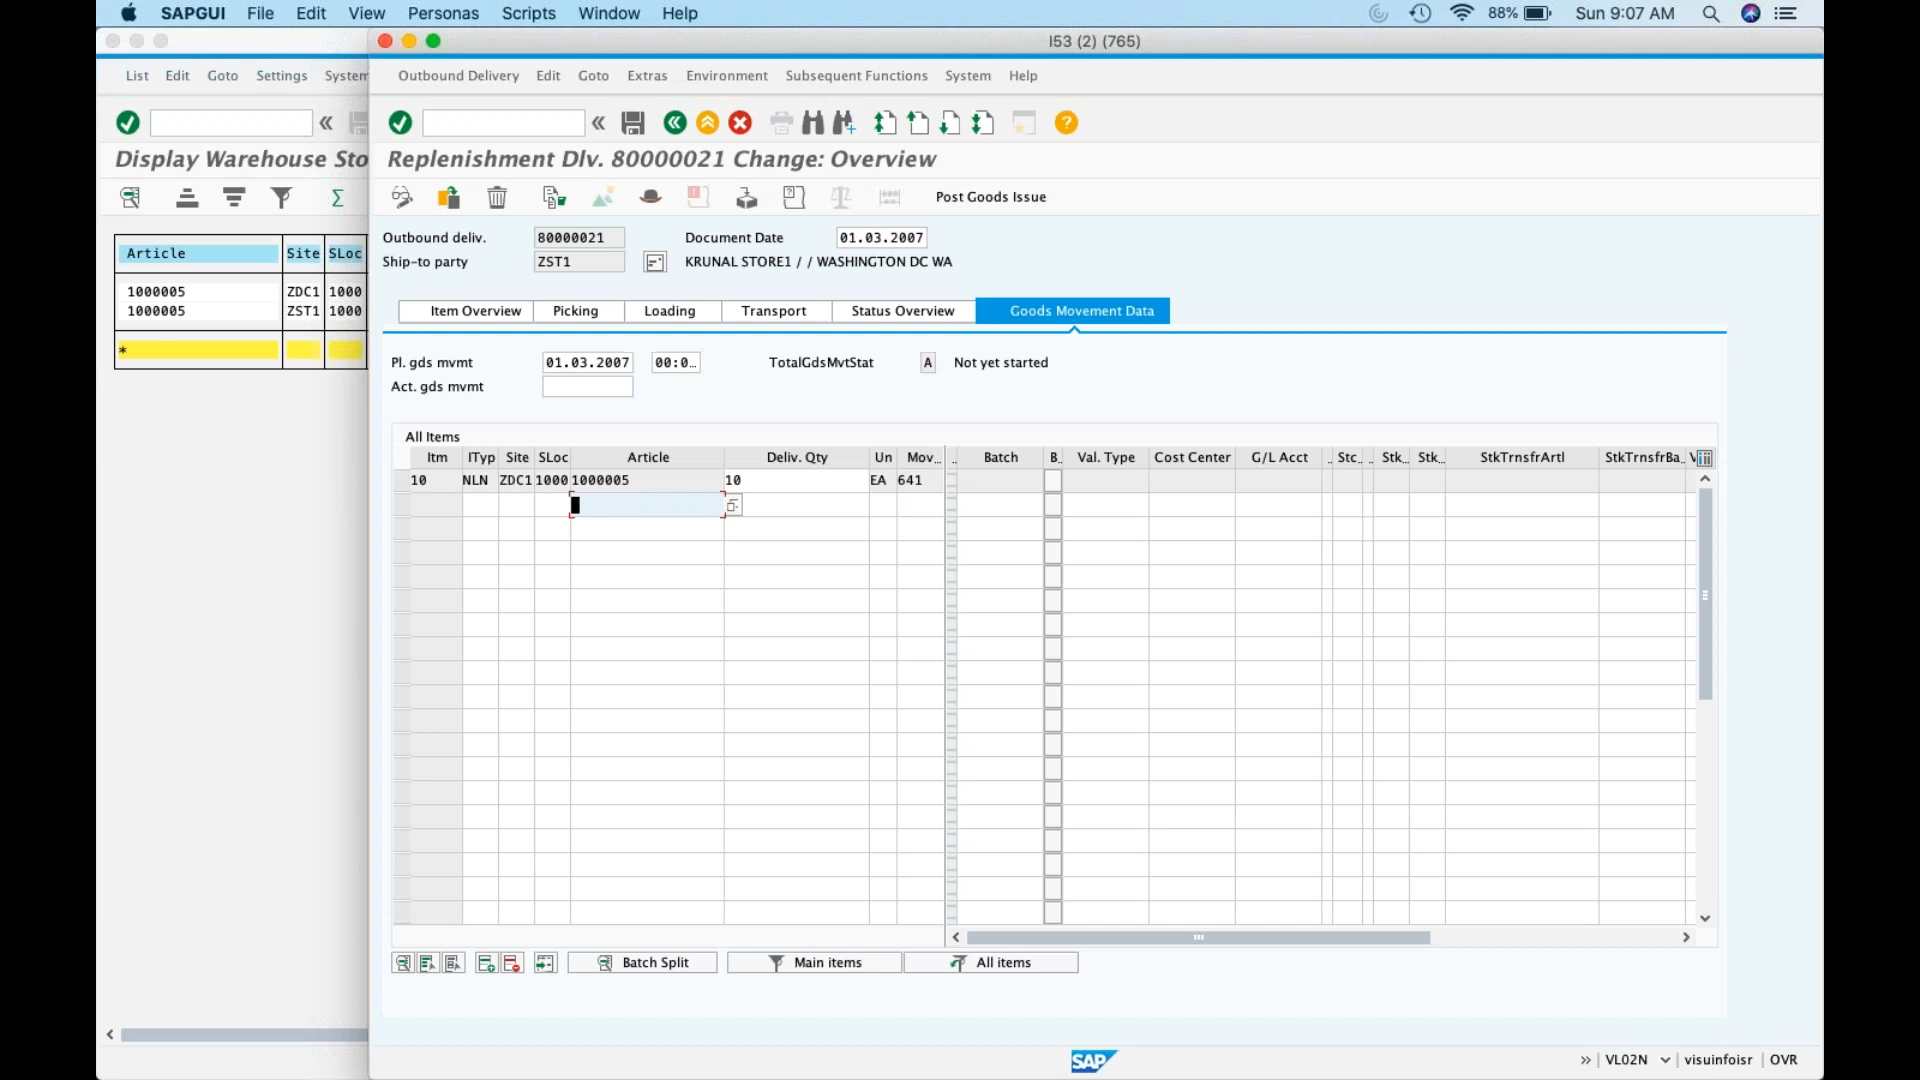 SAPGUI File Edit View Personas Scripts Window Help 88% Sun 9:07 AM
I53 (2) (765)
List Edit Goto Settings System
Outbound Delivery Edit Goto Extras Environment Subsequent Functions System Help
Display Warehouse Sto
Replenishment Dlv. 80000021 Change: Overview
Post Goods Issue
Article Site SLoc
1000005 ZDC1 1000
1000005 ZST1 1000
*
Outbound deliv. 80000021 Document Date 01.03.2007
Ship-to party ZST1 KRUNAL STORE1 / / WASHINGTON DC WA
Item Overview Picking Loading Transport Status Overview Goods Movement Data
Pl. gds mvmt 01.03.2007 00:0… TotalGdsMvtStat A Not yet started
Act. gds mvmt
All Items
Itm ITyp Site SLoc Article Deliv. Qty Un Mov… .. Batch B.. Val. Type Cost Center G/L Acct .. Stc.. .. Stk… Stk… StkTrnsfrArtl StkTrnsfrBa..
10 NLN ZDC1 1000 1000005 10 EA 641
Batch Split Main items All items
SAP
» VL02N visuinfoisr OVR